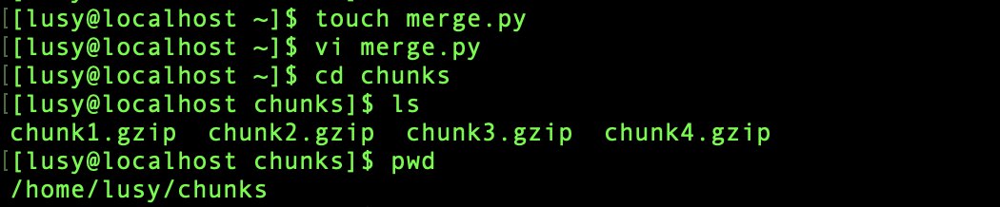 [[lusy@localhost ~]$ touch merge.py
[[lusy@localhost ~]$ vi merge.py
[[lusy@localhost ~]$ cd chunks
[[lusy@localhost chunks]$ ls
chunk1.gzip  chunk2.gzip  chunk3.gzip  chunk4.gzip
[[lusy@localhost chunks]$ pwd
/home/lusy/chunks